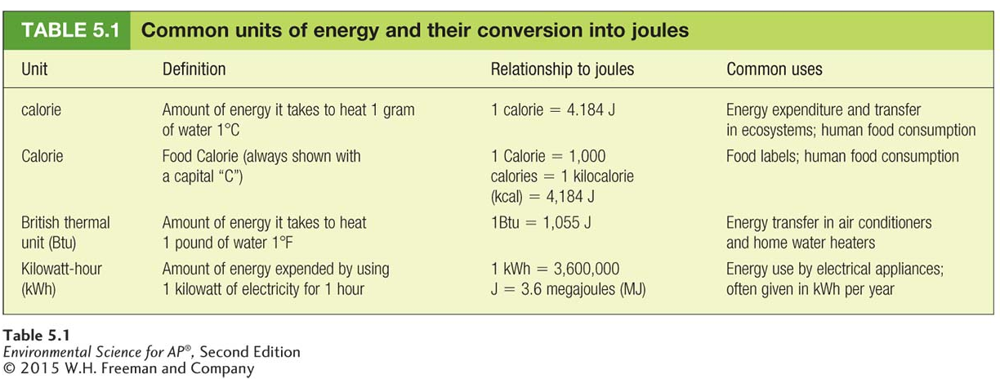 TABLE 5.1 Common units of energy and their conversion into joules
Unit Definition Relationship to joules Common uses
calorie Amount of energy it takes to heat 1 gram 1 calorie = 4.184 J Energy expenditure and transfer
of water 1°C in ecosystems; human food consumption
Calorie Food Calorie (always shown with 1 Calorie = 1,000 Food labels; human food consumption
a capital “C”) calories = 1 kilocalorie
(kcal) = 4,184 J
British thermal Amount of energy it takes to heat 1Btu = 1,055 J Energy transfer in air conditioners
unit (Btu) 1 pound of water 1°F and home water heaters
Kilowatt-hour Amount of energy expended by using 1 kWh = 3,600,000 Energy use by electrical appliances;
(kWh) 1 kilowatt of electricity for 1 hour J = 3.6 megajoules (MJ) often given in kWh per year
Table 5.1
Environmental Science for AP®, Second Edition
© 2015 W.H. Freeman and Company